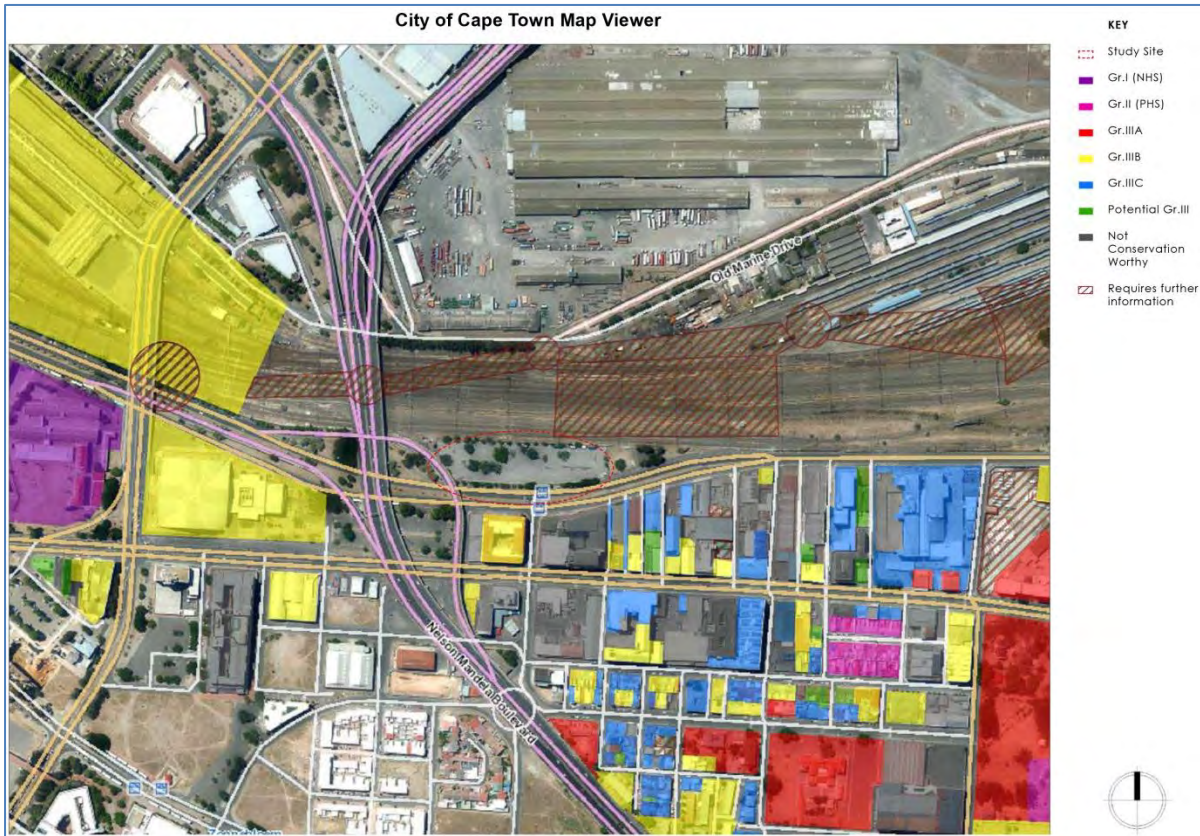 City of Cape Town Map Viewer
KEY
Study Site
Gr.I (NHS)
Gr.II (PHS)
Gr.IIIA
Gr.IIIB
Gr.IIIC
Potential Gr.III
Not
Conservation
Worthy
Requires further
information
Old Marine Drive
Nelson Mandela Boulevard
Zonnebloem